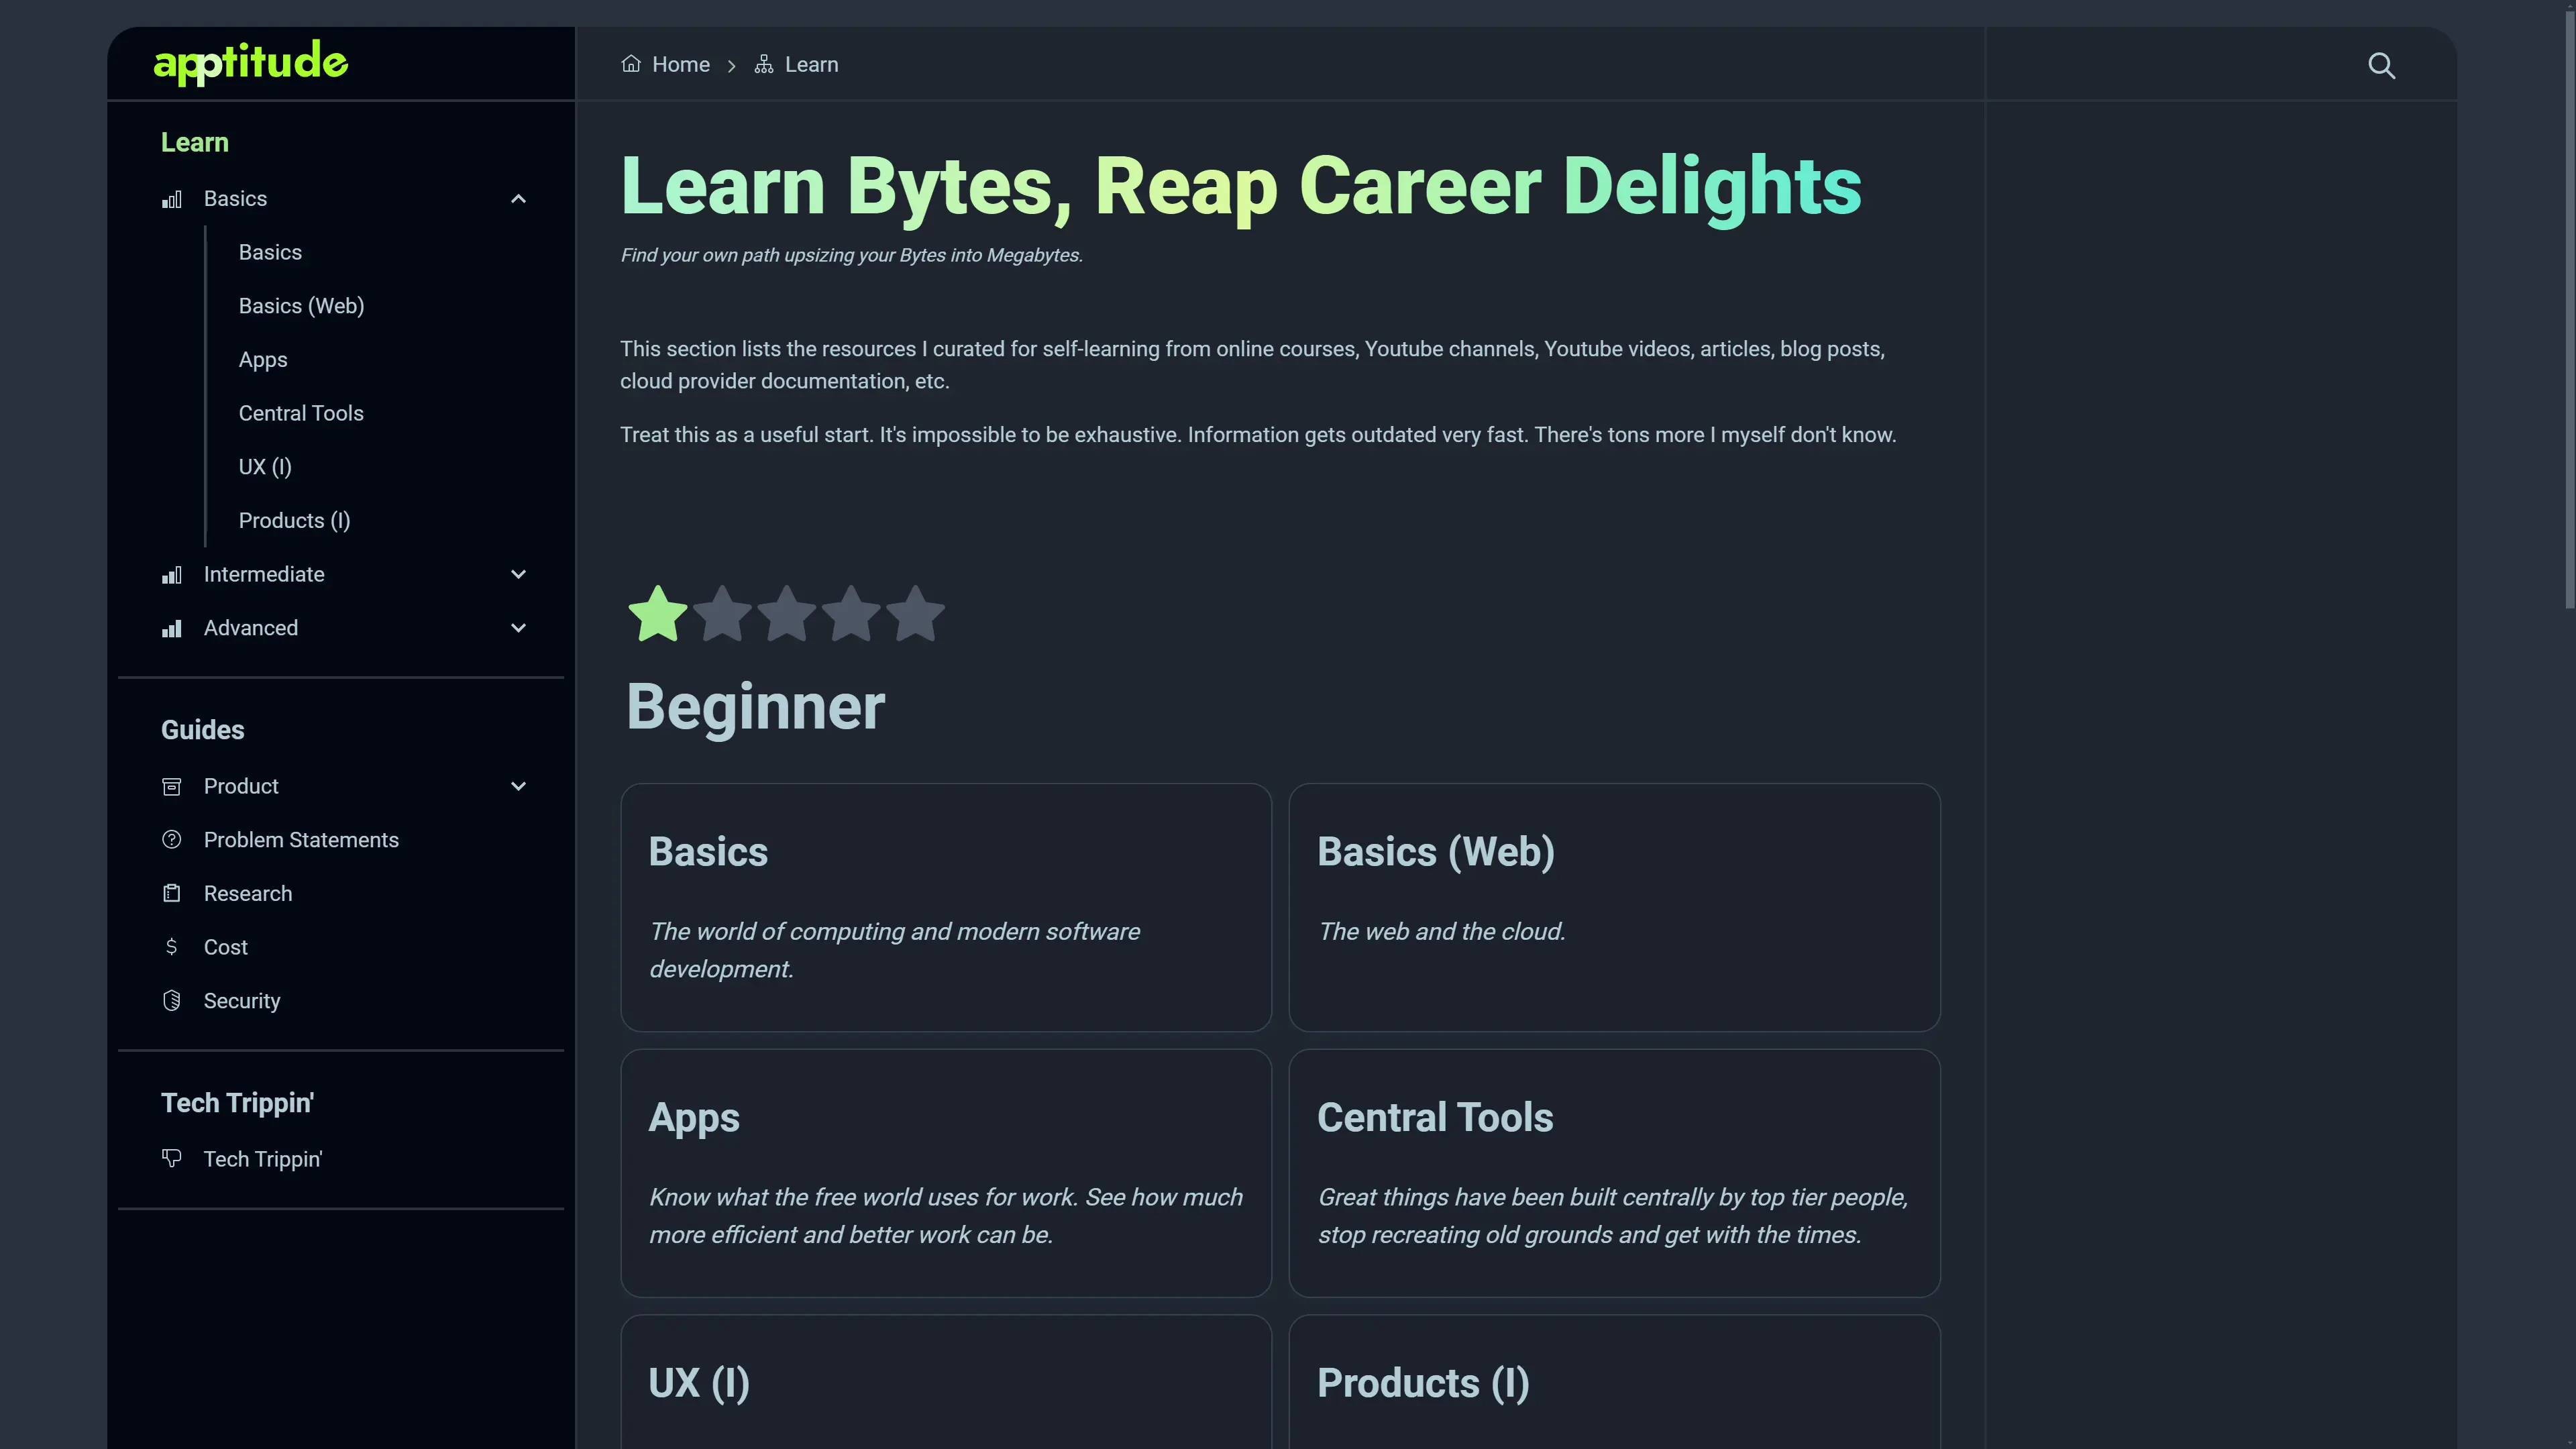 apptitude
Home
Learn
Learn
Basics
Basics
Basics (Web)
Apps
Central Tools
UX (I)
Products (I)
Intermediate
Advanced
Guides
Product
Problem Statements
Research
Cost
Security
Tech Trippin'
Tech Trippin'
Learn Bytes, Reap Career Delights
Find your own path upsizing your Bytes into Megabytes.
This section lists the resources I curated for self-learning from online courses, Youtube channels, Youtube videos, articles, blog posts,
cloud provider documentation, etc.
Treat this as a useful start. It's impossible to be exhaustive. Information gets outdated very fast. There's tons more I myself don't know.
Beginner
Basics
The world of computing and modern software
development.
Basics (Web)
The web and the cloud.
Apps
Know what the free world uses for work. See how much
more efficient and better work can be.
Central Tools
Great things have been built centrally by top tier people,
stop recreating old grounds and get with the times.
UX (I)
Products (I)